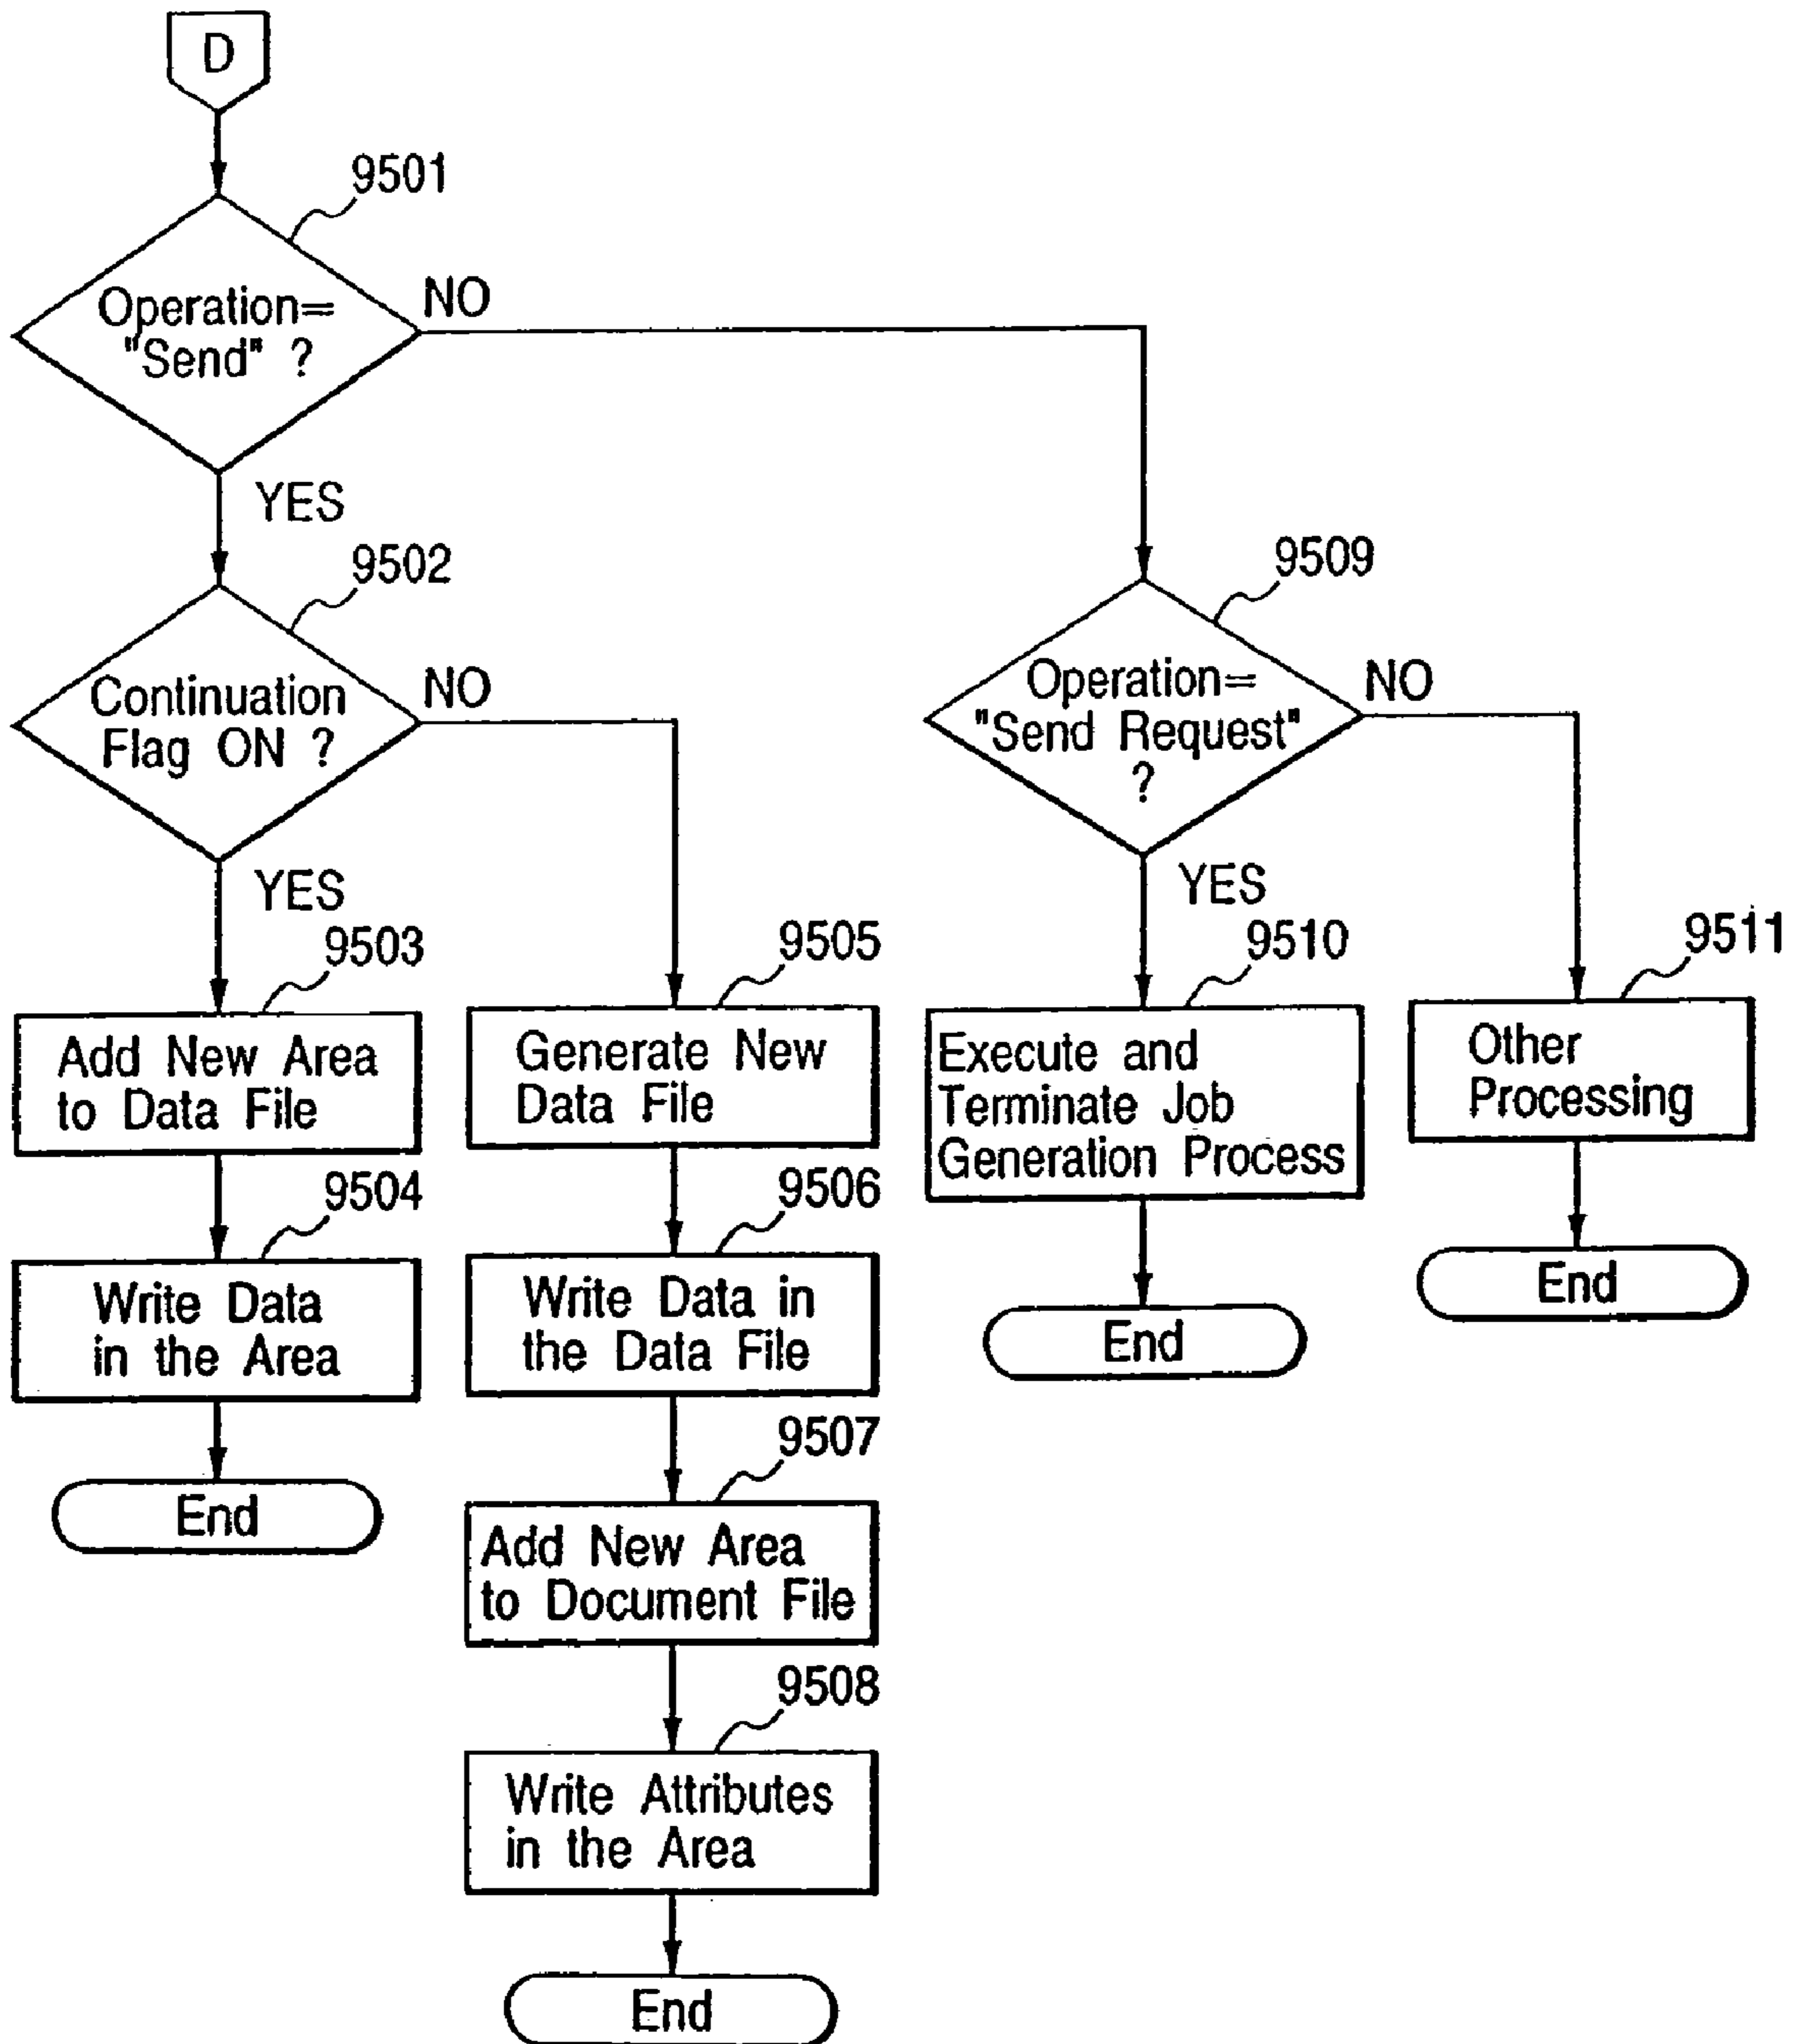 D
9501
Operation=
"Send" ?
NO
YES
9502
Continuation
Flag ON ?
NO
YES
9503
Add New Area
to Data File
9504
Write Data
in the Area
End
9505
Generate New
Data File
9506
Write Data in
the Data File
9507
Add New Area
to Document File
9508
Write Attributes
in the Area
End
9509
Operation=
"Send Request"
?
NO
YES
9510
Execute and
Terminate Job
Generation Process
End
9511
Other
Processing
End